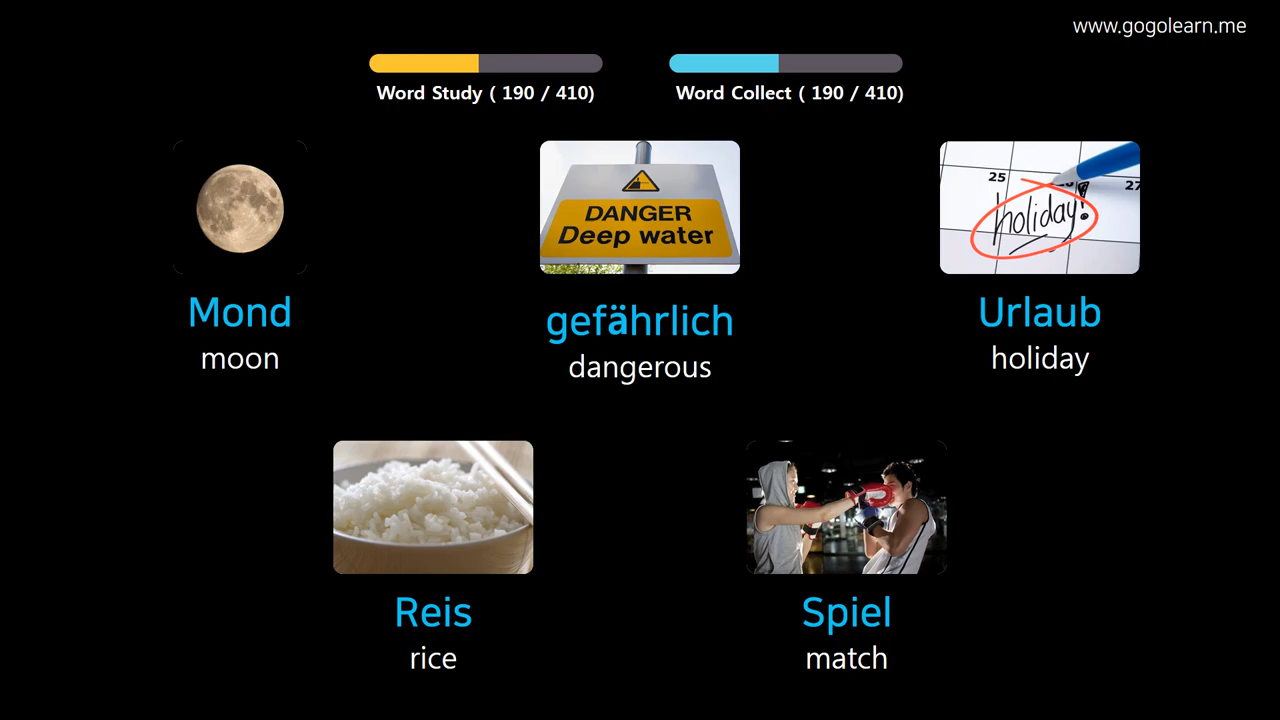 www.gogolearn.me
Word Study ( 190 / 410)
Word Collect ( 190 / 410)
DANGER
Deep water
25
27
holiday!
Mond
moon
gefährlich
dangerous
Urlaub
holiday
Reis
rice
Spiel
match